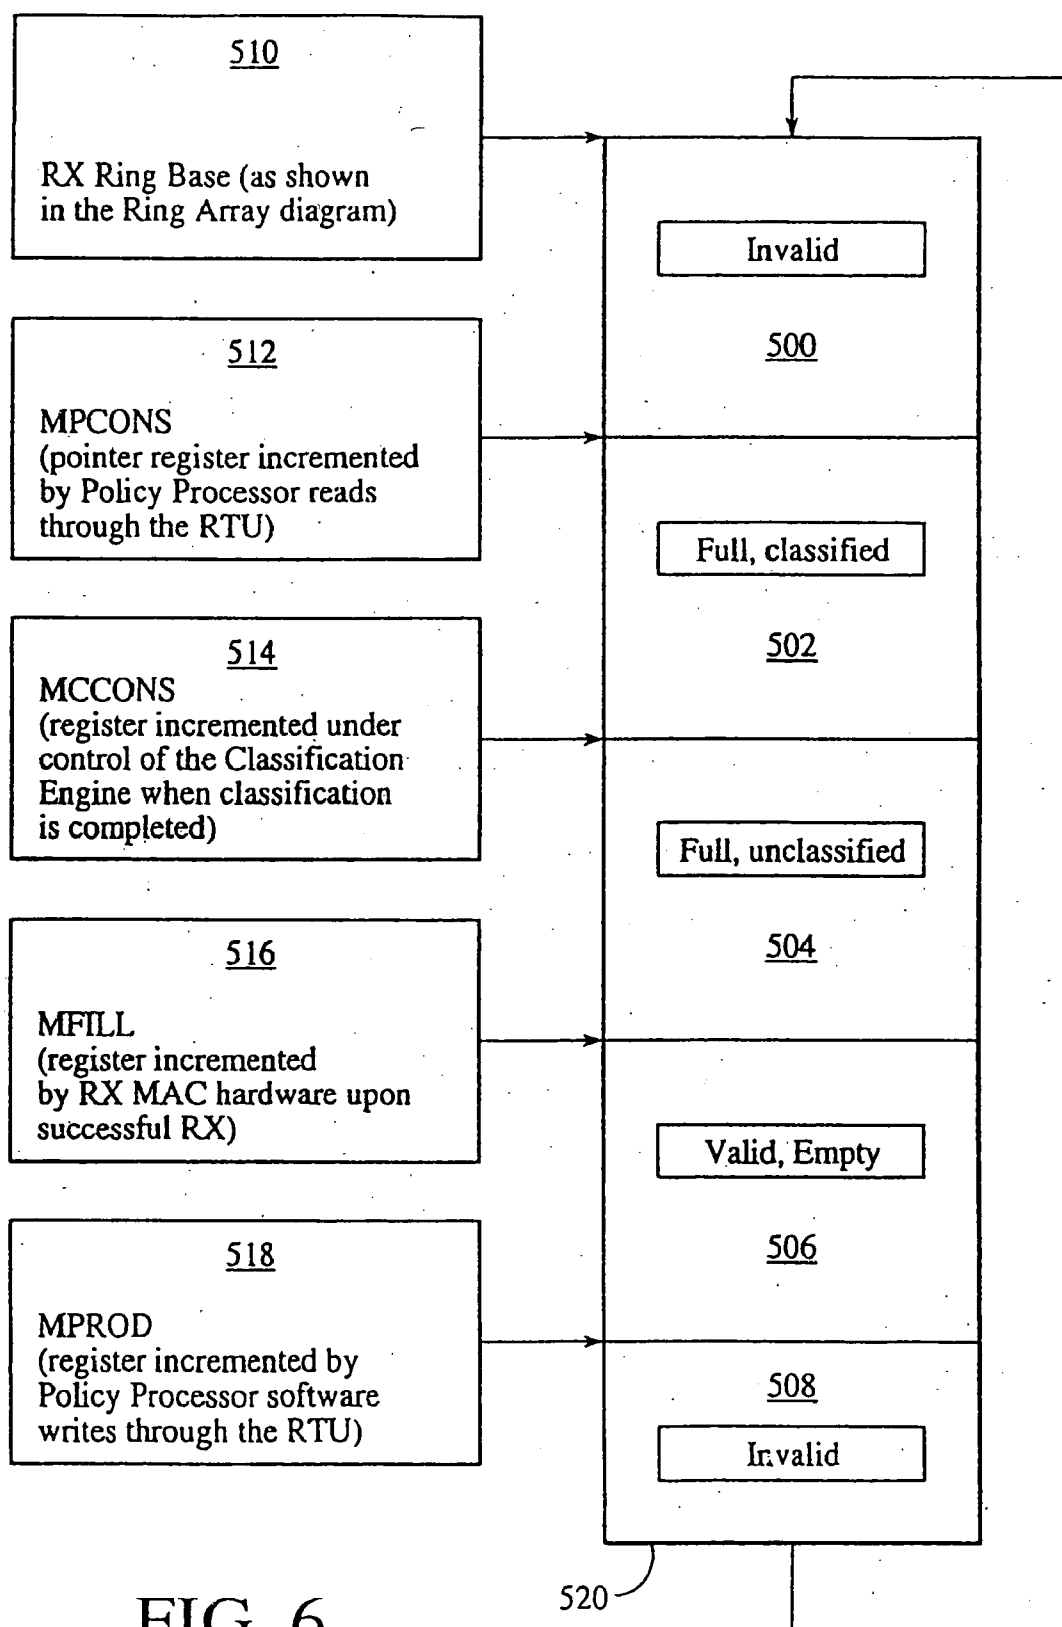 510
RX Ring Base (as shown
in the Ring Array diagram)
512
MPCONS
(pointer register incremented
by Policy Processor reads
through the RTU)
514
MCCONS
(register incremented under
control of the Classification
Engine when classification
is completed)
516
MFILL
(register incremented
by RX MAC hardware upon
successful RX)
518
MPROD
(register incremented by
Policy Processor software
writes through the RTU)
Invalid
500
Full, classified
502
Full, unclassified
504
Valid, Empty
506
508
Invalid
520
FIG. 6